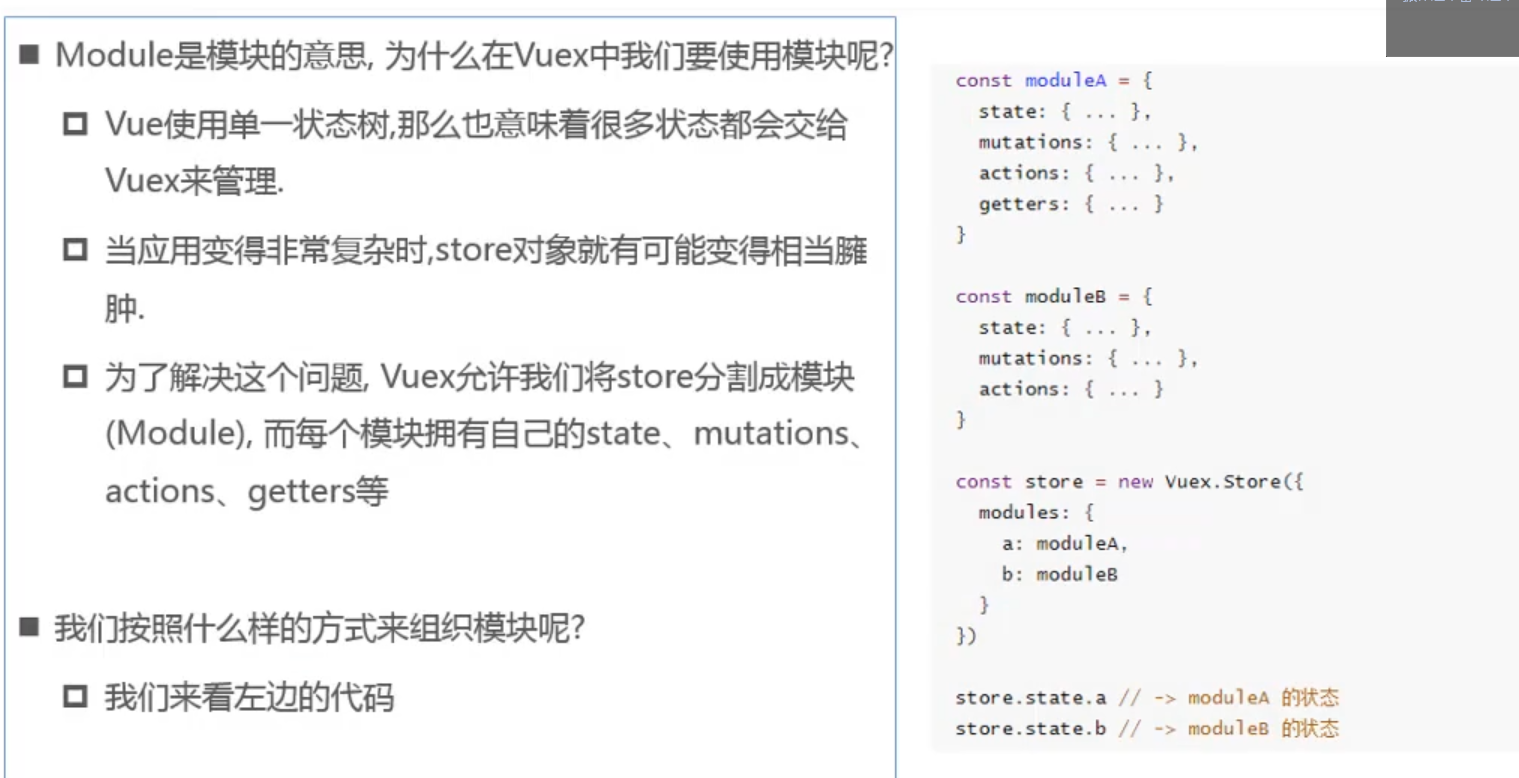 Module是模块的意思, 为什么在Vuex中我们要使用模块呢?
Vue使用单一状态树,那么也意味着很多状态都会交给
Vuex来管理.
当应用变得非常复杂时,store对象就有可能变得相当臃
肿.
为了解决这个问题, Vuex允许我们将store分割成模块
(Module), 而每个模块拥有自己的state、mutations、
actions、getters等
我们按照什么样的方式来组织模块呢?
我们来看左边的代码
const moduleA = {
state: { ... },
mutations: { ... },
actions: { ... },
getters: { ... }
}
const moduleB = {
state: { ... },
mutations: { ... },
actions: { ... }
}
const store = new Vuex.Store({
modules: {
a: moduleA,
b: moduleB
}
})
store.state.a // -> moduleA 的状态
store.state.b // -> moduleB 的状态